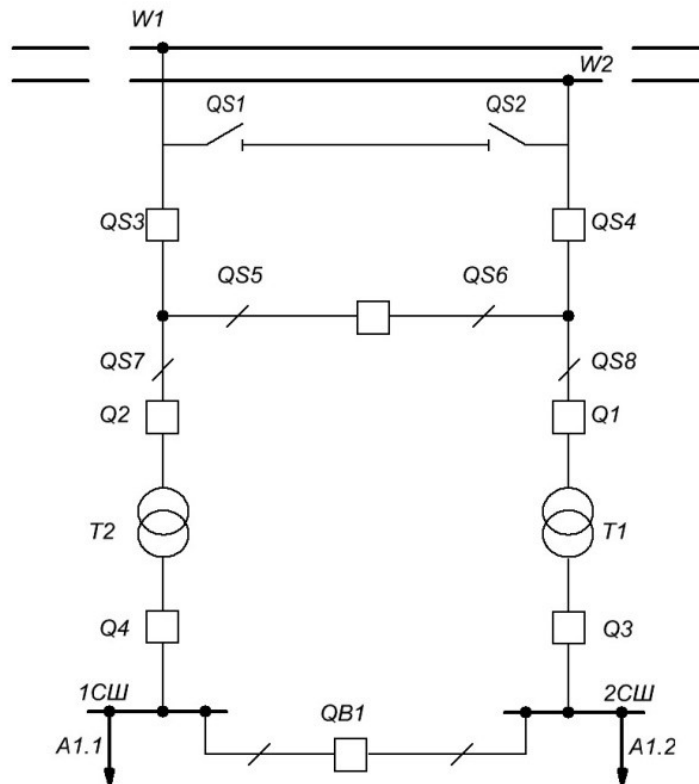 W1
W2
QS1
QS2
QS3
QS4
QS5
QS6
QS7
QS8
Q2
Q1
T2
T1
Q4
Q3
1СШ
2СШ
QB1
A1.1
A1.2